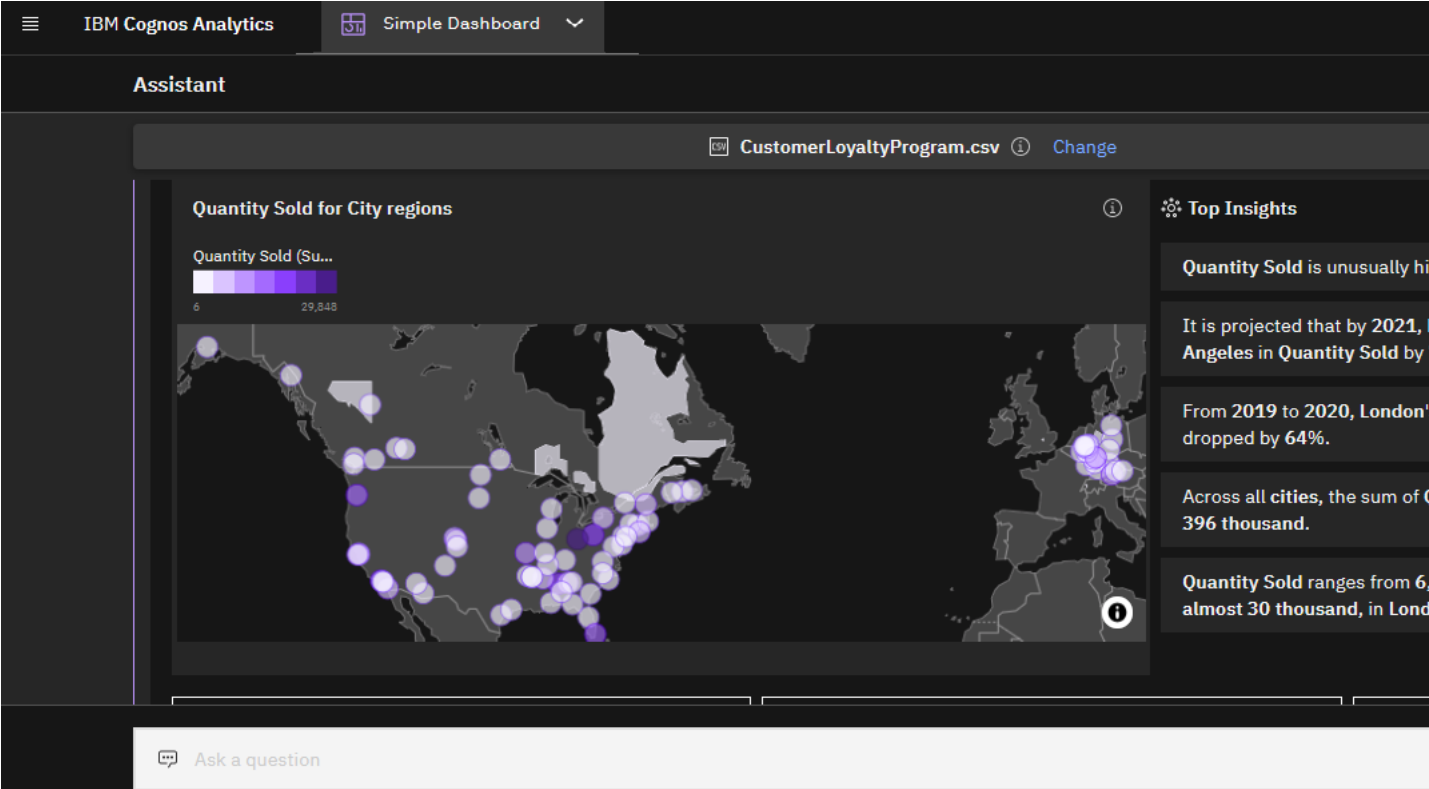 IBM Cognos Analytics
Simple Dashboard
Assistant
CSV CustomerLoyaltyProgram.csv Change
Quantity Sold for City regions
Quantity Sold (Su...
6 29,848
Top Insights
Quantity Sold is unusually hi
It is projected that by 2021,
Angeles in Quantity Sold by
From 2019 to 2020, London'
dropped by 64%.
Across all cities, the sum of
396 thousand.
Quantity Sold ranges from 6,
almost 30 thousand, in Lond
Ask a question